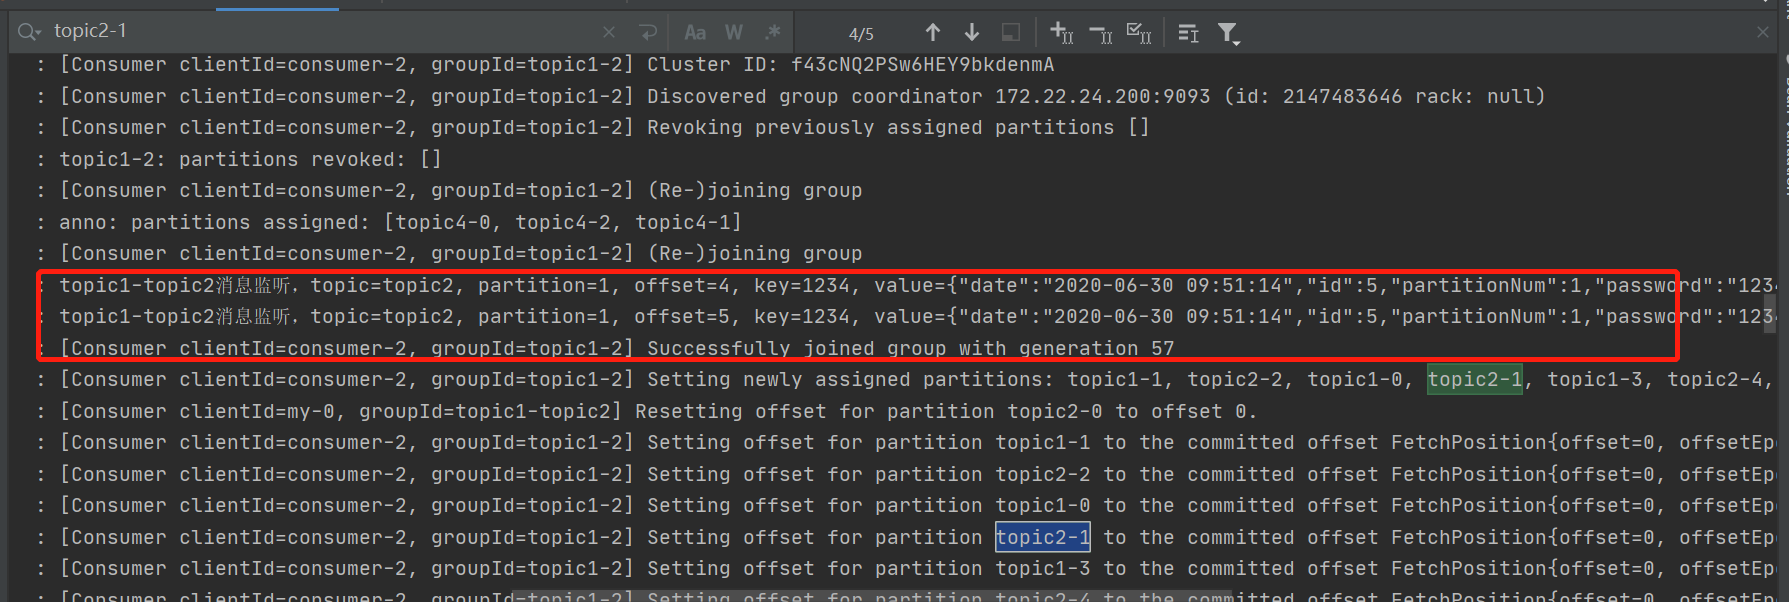 topic2-1
Aa W .* 4/5
: [Consumer clientId=consumer-2, groupId=topic1-2] Cluster ID: f43cNQ2PSw6HEY9bkdenmA
: [Consumer clientId=consumer-2, groupId=topic1-2] Discovered group coordinator 172.22.24.200:9093 (id: 2147483646 rack: null)
: [Consumer clientId=consumer-2, groupId=topic1-2] Revoking previously assigned partitions []
: topic1-2: partitions revoked: []
: [Consumer clientId=consumer-2, groupId=topic1-2] (Re-)joining group
: anno: partitions assigned: [topic4-0, topic4-2, topic4-1]
: [Consumer clientId=consumer-2, groupId=topic1-2] (Re-)joining group
: topic1-topic2消息监听，topic=topic2, partition=1, offset=4, key=1234, value={"date":"2020-06-30 09:51:14","id":5,"partitionNum":1,"password":"123
: topic1-topic2消息监听，topic=topic2, partition=1, offset=5, key=1234, value={"date":"2020-06-30 09:51:14","id":5,"partitionNum":1,"password":"123
: [Consumer clientId=consumer-2, groupId=topic1-2] Successfully joined group with generation 57
: [Consumer clientId=consumer-2, groupId=topic1-2] Setting newly assigned partitions: topic1-1, topic2-2, topic1-0, topic2-1, topic1-3, topic2-4,
: [Consumer clientId=my-0, groupId=topic1-topic2] Resetting offset for partition topic2-0 to offset 0.
: [Consumer clientId=consumer-2, groupId=topic1-2] Setting offset for partition topic1-1 to the committed offset FetchPosition{offset=0, offsetEp
: [Consumer clientId=consumer-2, groupId=topic1-2] Setting offset for partition topic2-2 to the committed offset FetchPosition{offset=0, offsetEp
: [Consumer clientId=consumer-2, groupId=topic1-2] Setting offset for partition topic1-0 to the committed offset FetchPosition{offset=0, offsetEp
: [Consumer clientId=consumer-2, groupId=topic1-2] Setting offset for partition topic2-1 to the committed offset FetchPosition{offset=0, offsetEp
: [Consumer clientId=consumer-2, groupId=topic1-2] Setting offset for partition topic1-3 to the committed offset FetchPosition{offset=0, offsetEp
: [Consumer clientId=consumer-2, groupId=topic1-2] Setting offset for partition topic2-4 to the committed offset FetchPosition{offset=0, offsetEp